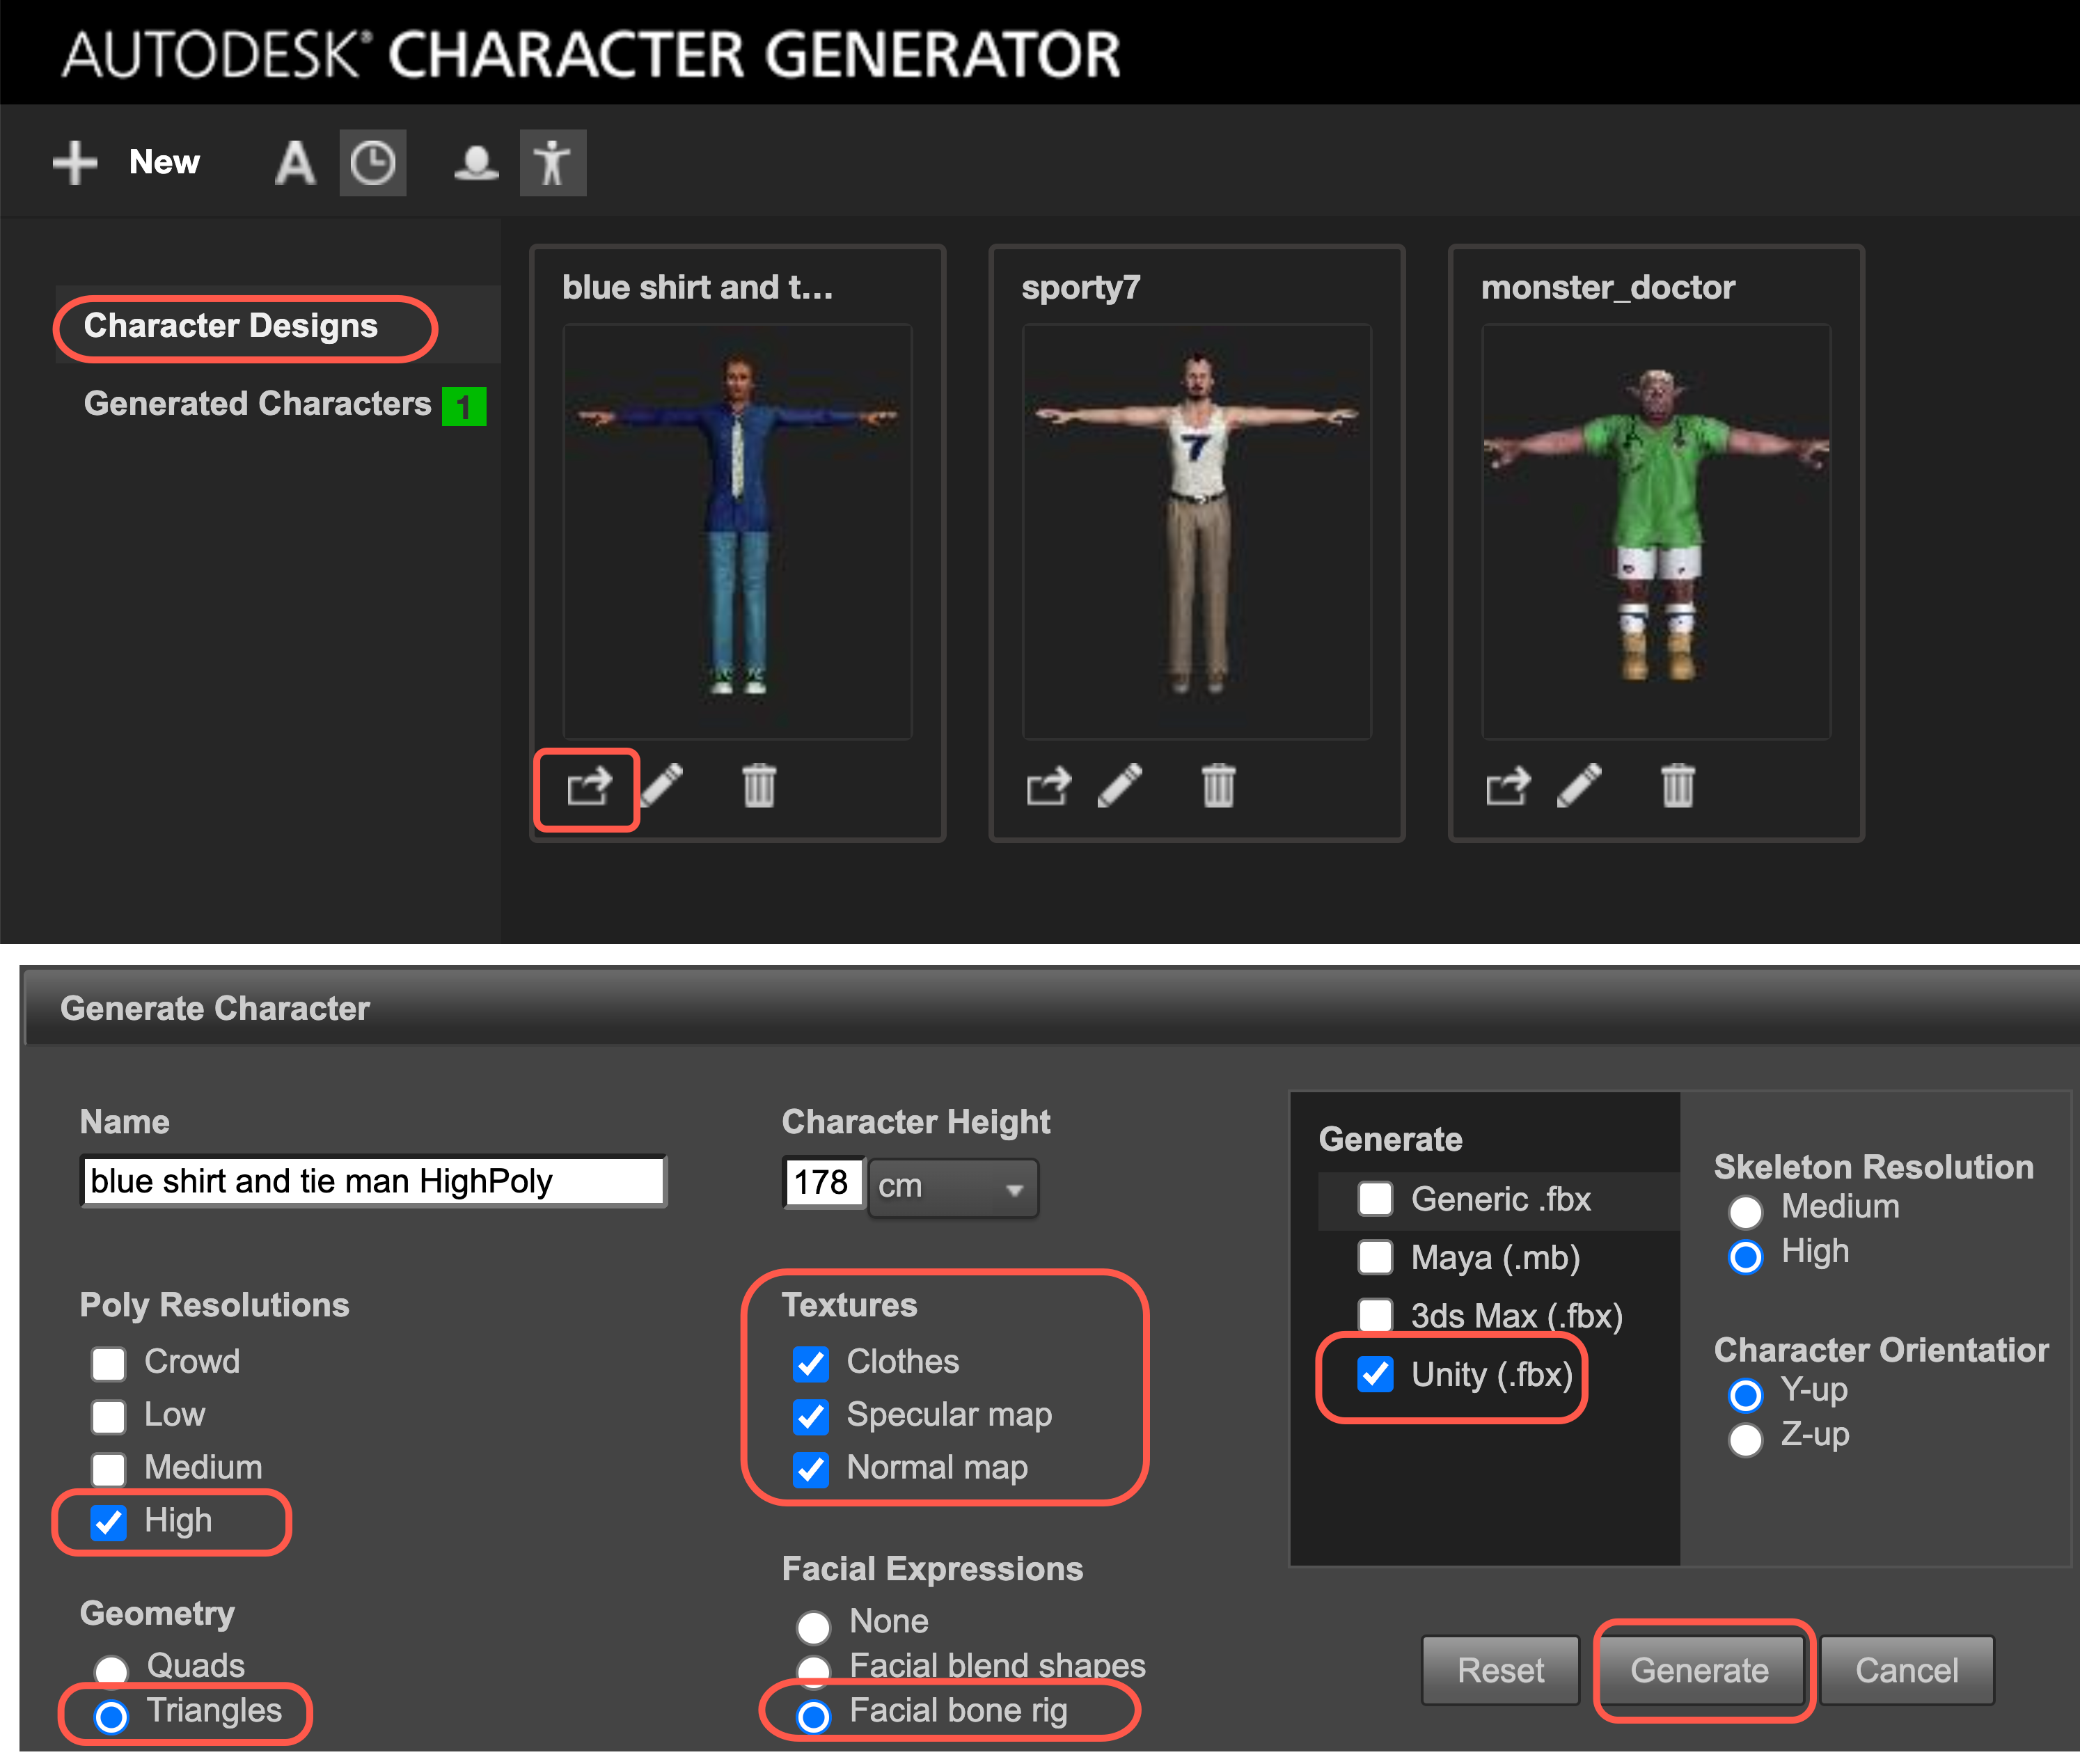 AUTODESK® CHARACTER GENERATOR
New A
Character Designs
Generated Characters 1
blue shirt and t...
sporty7
monster_doctor
7
Generate Character
Name
blue shirt and tie man HighPoly
Poly Resolutions
Crowd
Low
Medium
High
Geometry
Quads
Triangles
Character Height
178 cm
Textures
Clothes
Specular map
Normal map
Facial Expressions
None
Facial blend shapes
Facial bone rig
Generate
Generic .fbx
Maya (.mb)
3ds Max (.fbx)
Unity (.fbx)
Skeleton Resolution
Medium
High
Character Orientatior
Y-up
Z-up
Reset
Generate
Cancel